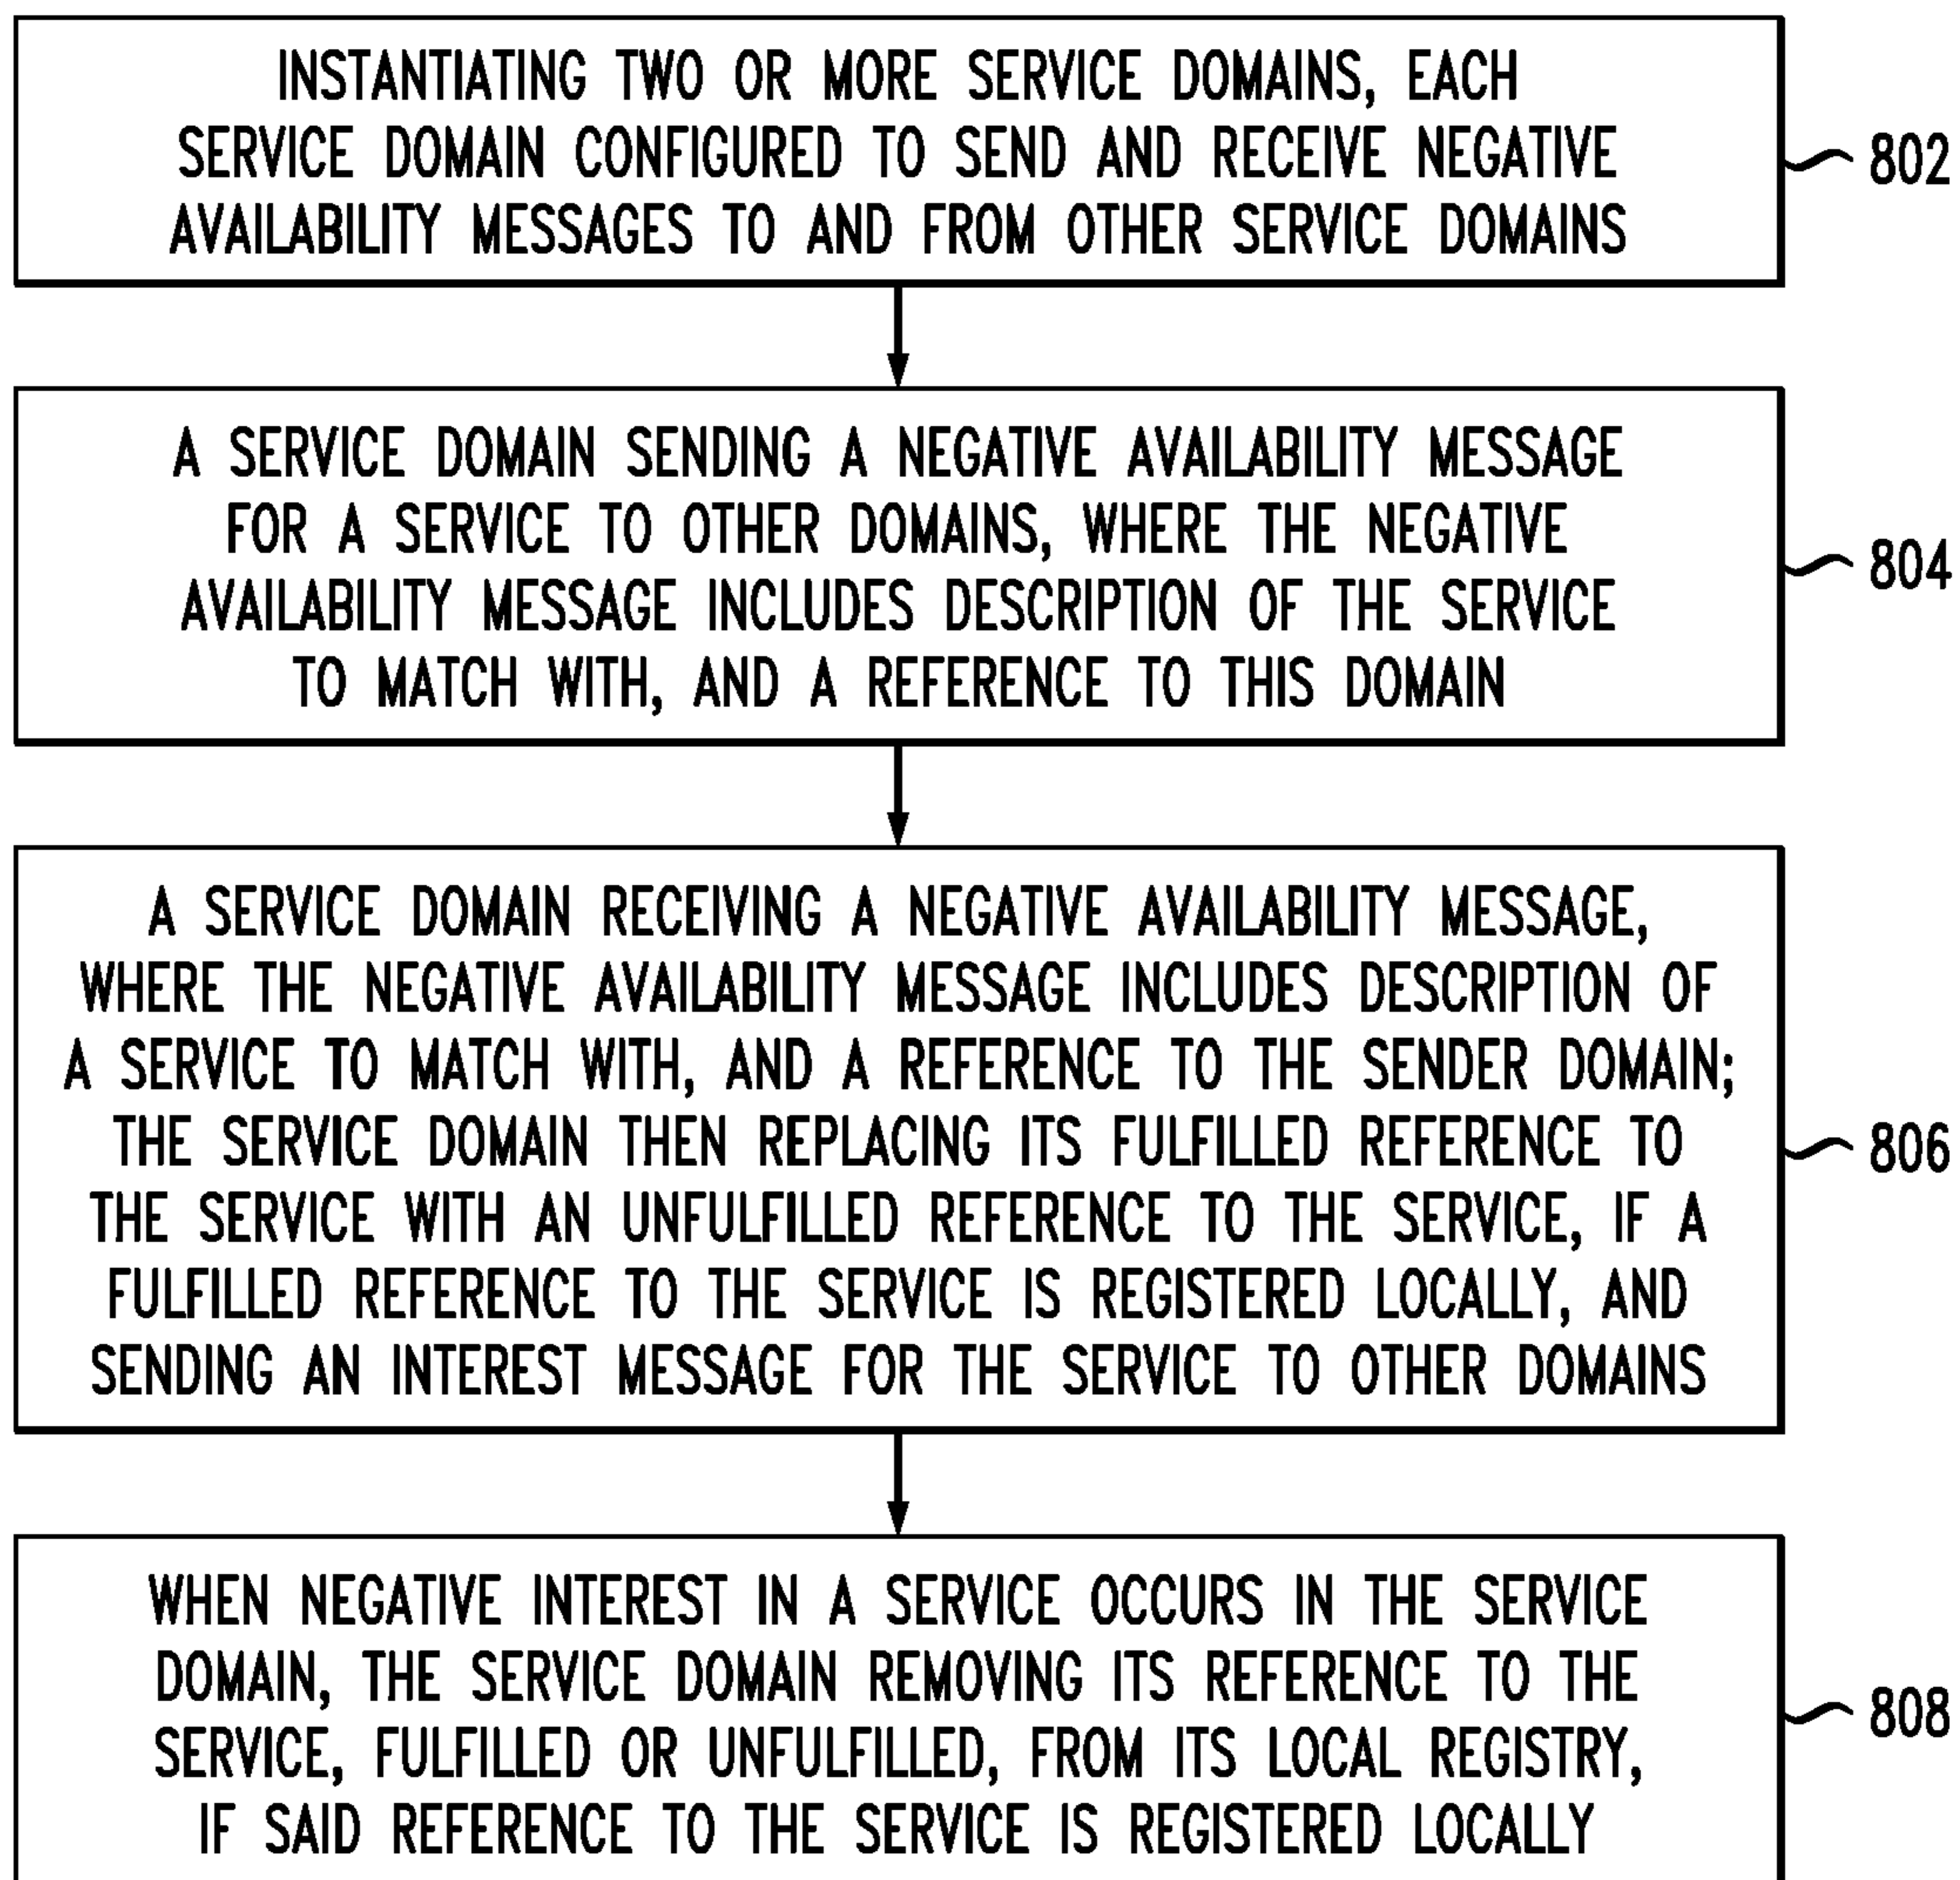 INSTANTIATING TWO OR MORE SERVICE DOMAINS, EACH
SERVICE DOMAIN CONFIGURED TO SEND AND RECEIVE NEGATIVE
AVAILABILITY MESSAGES TO AND FROM OTHER SERVICE DOMAINS
802
A SERVICE DOMAIN SENDING A NEGATIVE AVAILABILITY MESSAGE
FOR A SERVICE TO OTHER DOMAINS, WHERE THE NEGATIVE
AVAILABILITY MESSAGE INCLUDES DESCRIPTION OF THE SERVICE
TO MATCH WITH, AND A REFERENCE TO THIS DOMAIN
804
A SERVICE DOMAIN RECEIVING A NEGATIVE AVAILABILITY MESSAGE,
WHERE THE NEGATIVE AVAILABILITY MESSAGE INCLUDES DESCRIPTION OF
A SERVICE TO MATCH WITH, AND A REFERENCE TO THE SENDER DOMAIN;
THE SERVICE DOMAIN THEN REPLACING ITS FULFILLED REFERENCE TO
THE SERVICE WITH AN UNFULFILLED REFERENCE TO THE SERVICE, IF A
FULFILLED REFERENCE TO THE SERVICE IS REGISTERED LOCALLY, AND
SENDING AN INTEREST MESSAGE FOR THE SERVICE TO OTHER DOMAINS
806
WHEN NEGATIVE INTEREST IN A SERVICE OCCURS IN THE SERVICE
DOMAIN, THE SERVICE DOMAIN REMOVING ITS REFERENCE TO THE
SERVICE, FULFILLED OR UNFULFILLED, FROM ITS LOCAL REGISTRY,
IF SAID REFERENCE TO THE SERVICE IS REGISTERED LOCALLY
808